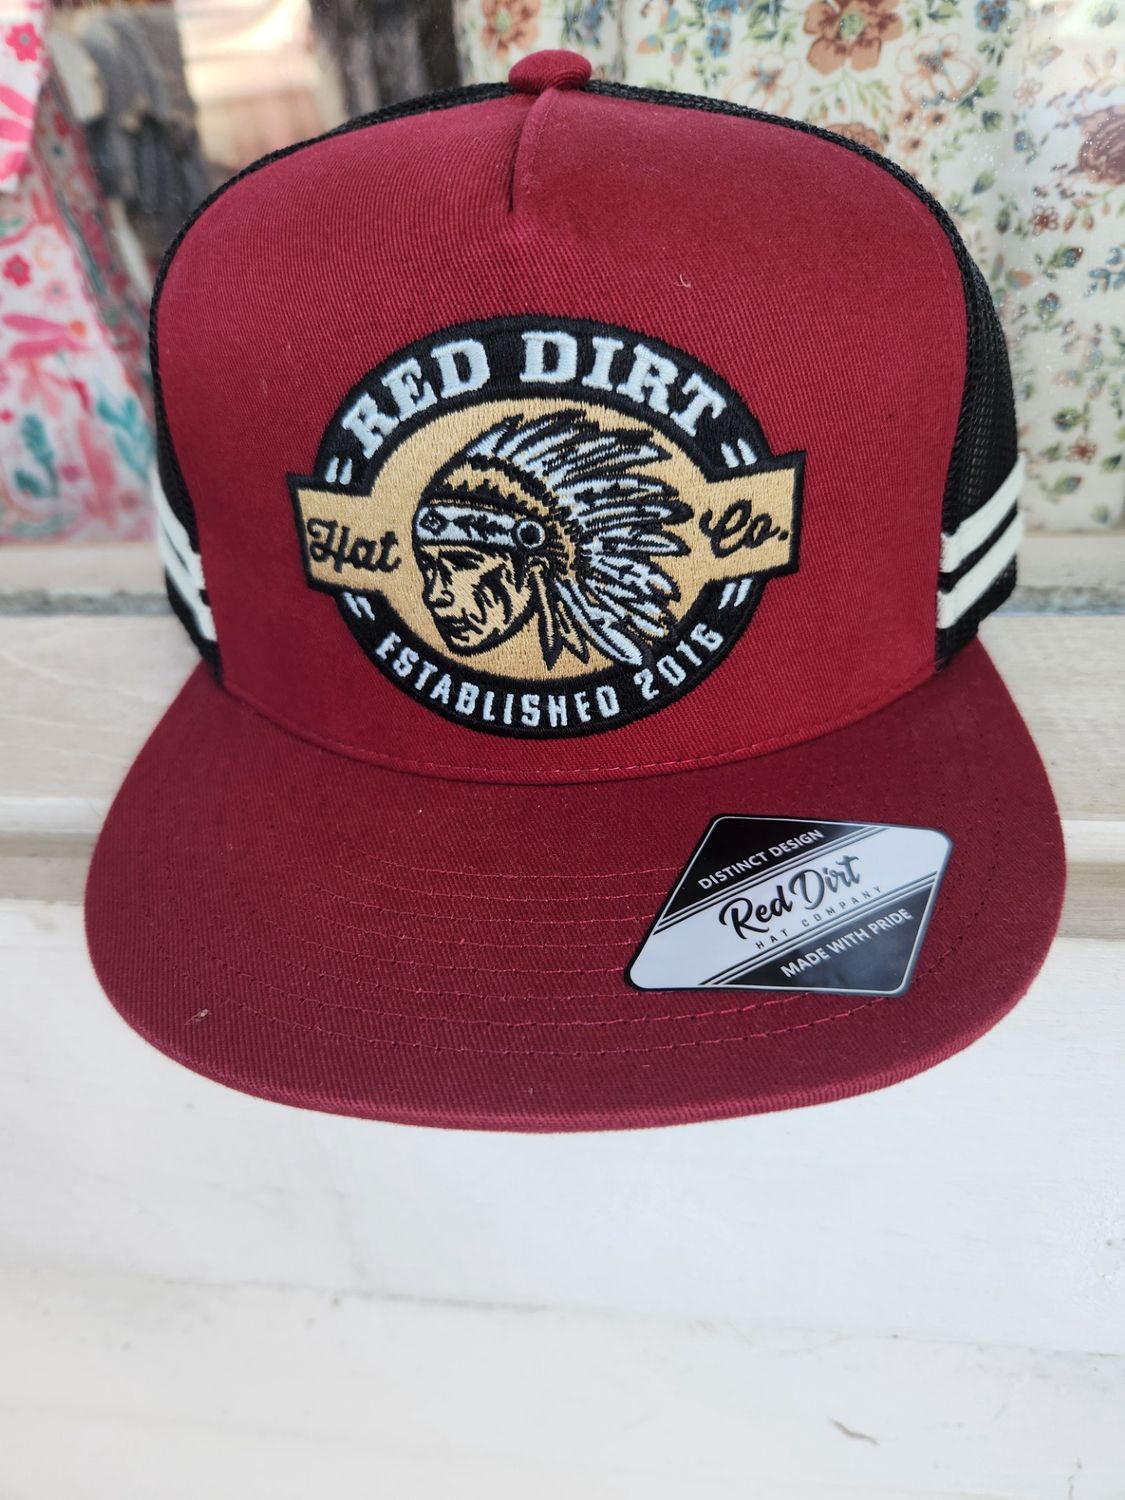 RED DIRT
Hat Co.
ESTABLISHED 2016
DISTINCT DESIGN
Red Dirt
HAT COMPANY
MADE WITH PRIDE